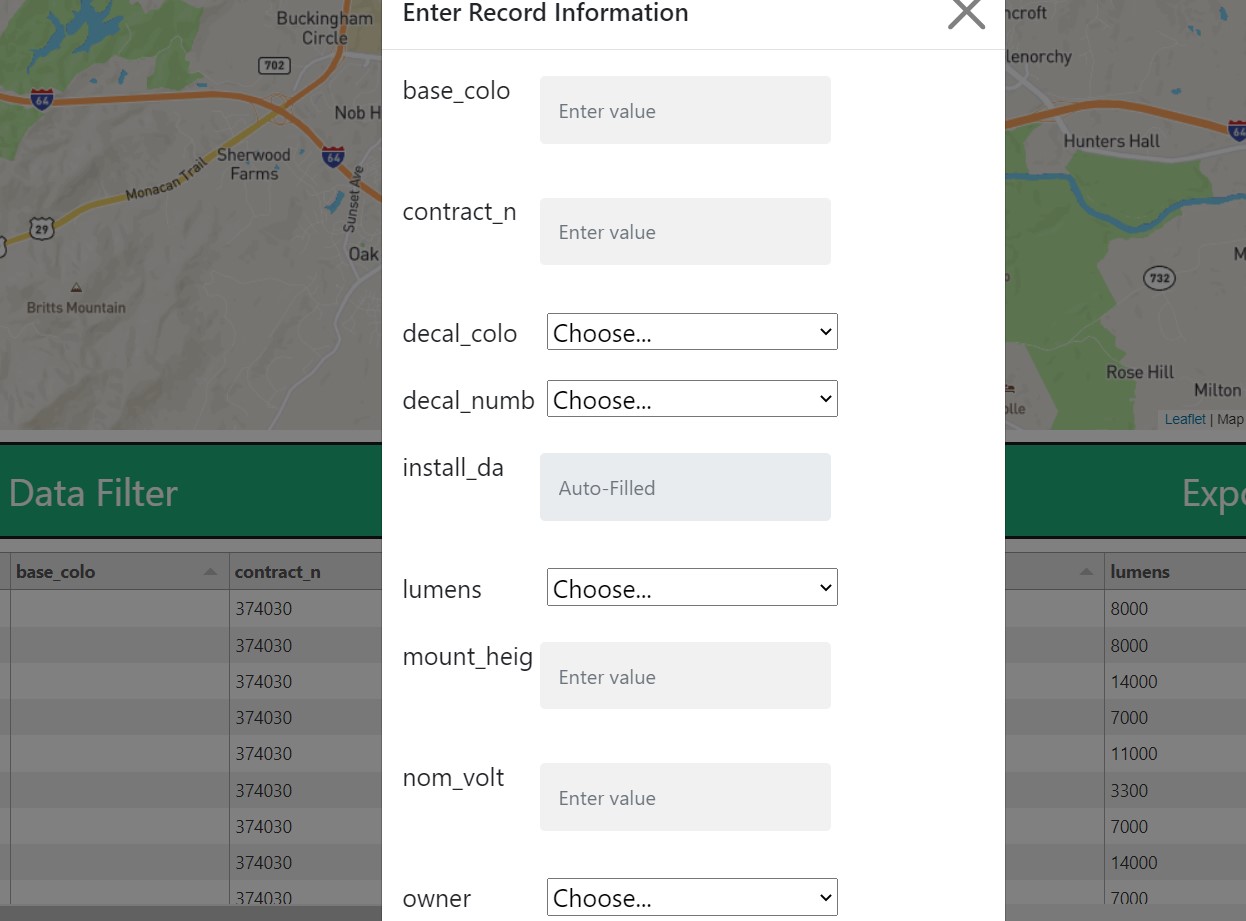 Enter Record Information
Buckingham
Circle
702
64
Nob H
Sherwood
Farms
64
Monacan Trail
Sunset Ave
29
Oak
Britts Mountain
ncroft
lenorchy
64
Hunters Hall
M
732
Rose Hill
Milton
olle
Leaflet | Map
base_colo
Enter value
contract_n
Enter value
decal_colo
Choose...
decal_numb
Choose...
install_da
Auto-Filled
lumens
Choose...
mount_heig
Enter value
nom_volt
Enter value
owner
Choose...
Data Filter
Expo
base_colo contract_n lumens
374030 8000
374030 8000
374030 14000
374030 7000
374030 11000
374030 3300
374030 7000
374030 14000
374030 7000